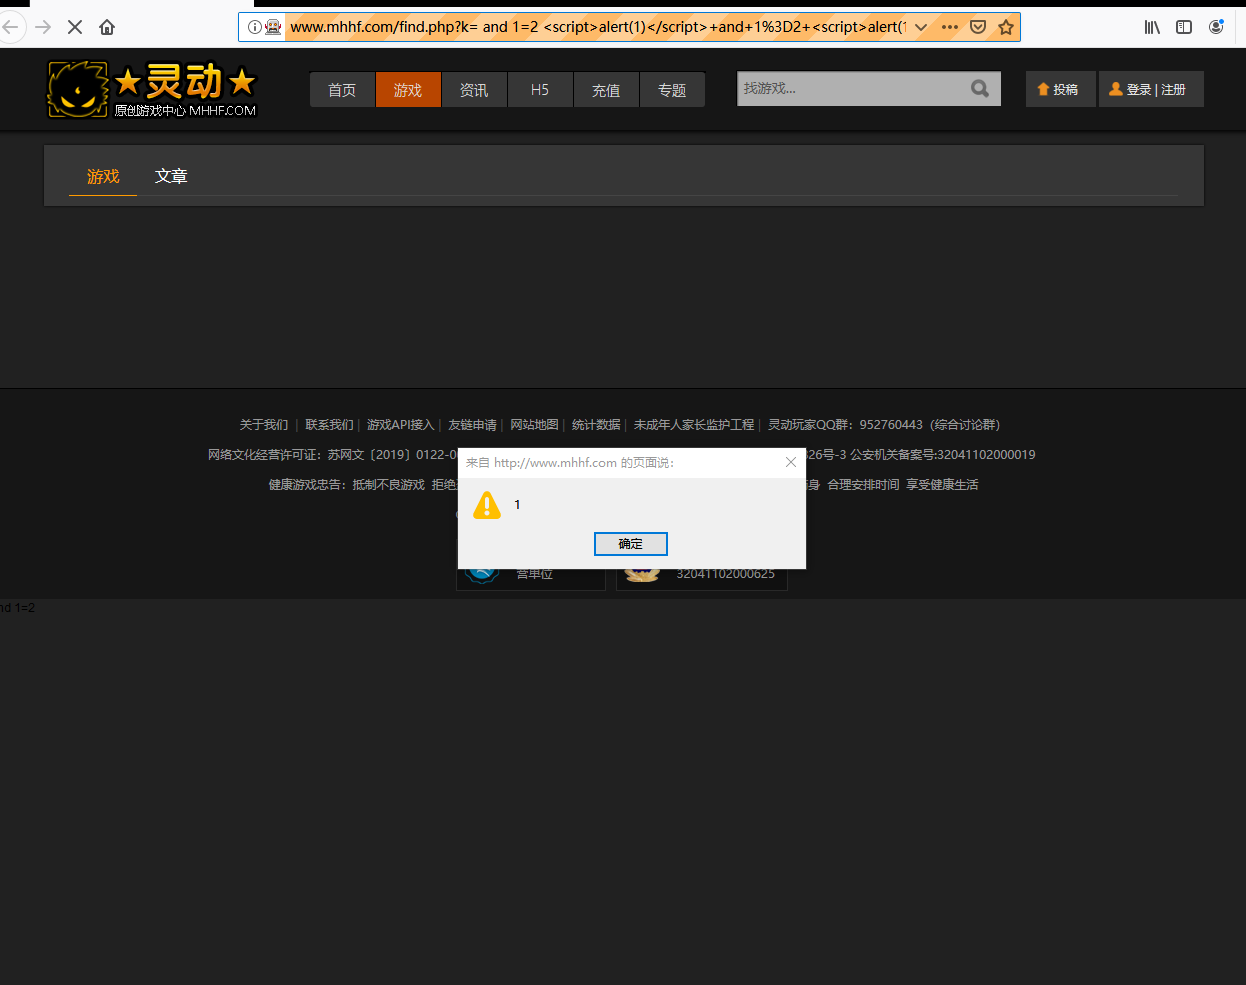 www.mhhf.com/find.php?k= and 1=2 <script>alert(1)</script>+and+1%3D2+<script>alert(1
★灵动★
原创游戏中心 MHHF.COM
首页 游戏 资讯 H5 充值 专题
找游戏...
投稿
登录 | 注册
游戏 文章
关于我们 | 联系我们 | 游戏API接入 | 友链申请 | 网站地图 | 统计数据 | 未成年人家长监护工程 | 灵动玩家QQ群：952760443（综合讨论群）
网络文化经营许可证：苏网文〔2019〕0122-0 26号-3 公安机关备案号:32041102000019
健康游戏忠告：抵制不良游戏 拒绝 身 合理安排时间 享受健康生活
来自 http://www.mhhf.com 的页面说：
1
确定
营单位
32041102000625
nd 1=2